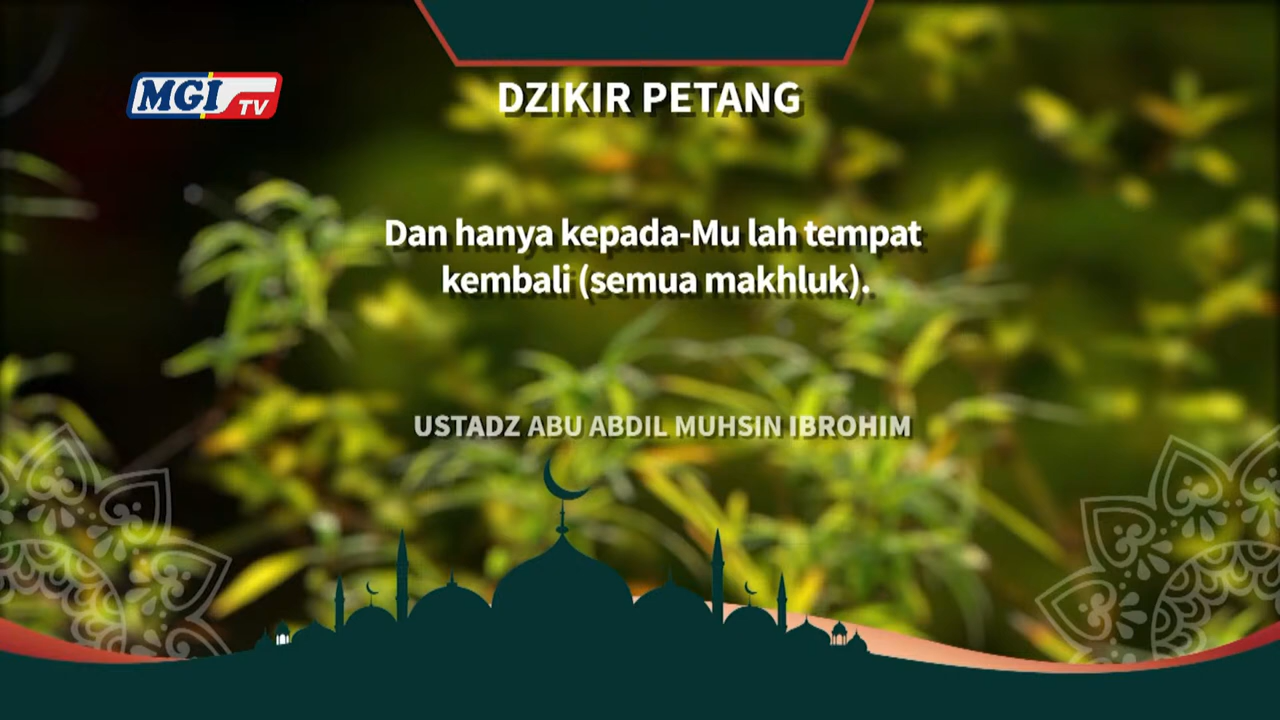 MGI TV
DZIKIR PETANG
Dan hanya kepada-Mu lah tempat
kembali (semua makhluk).
USTADZ ABU ABDIL MUHSIN IBROHIM